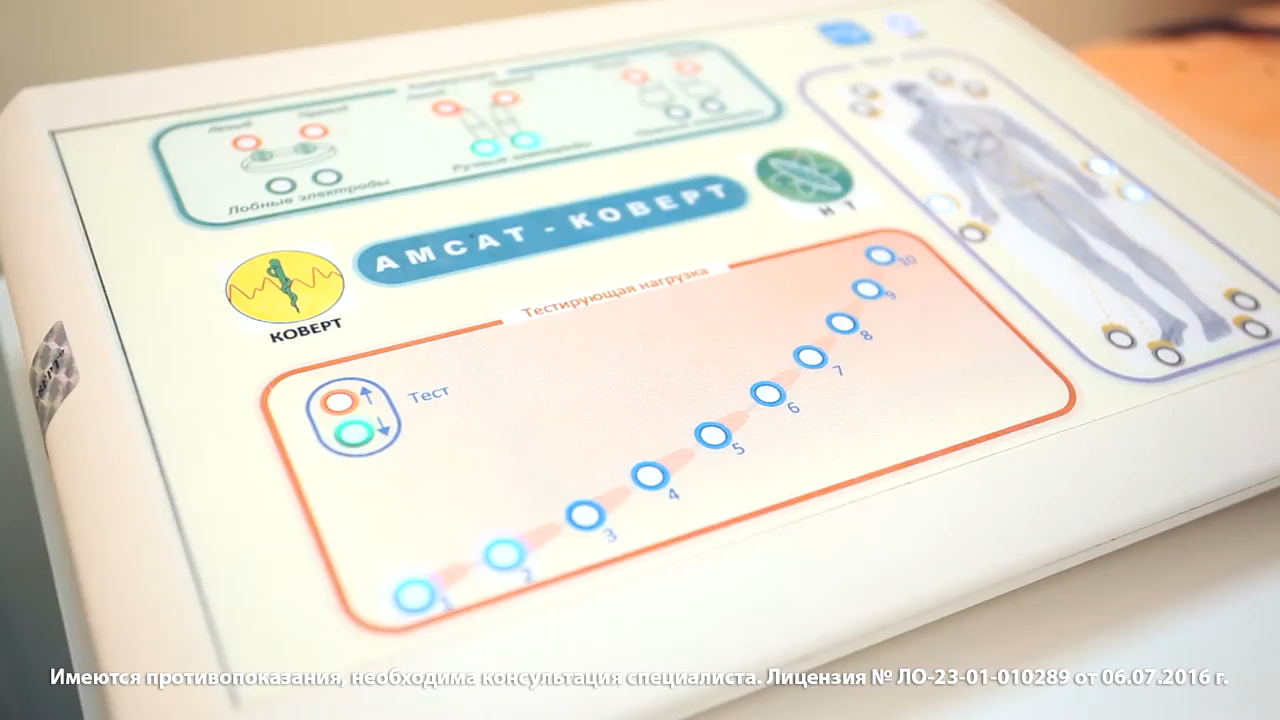 Лобные электроды
Ручные электроды
АМСАТ - КОВЕРТ
КОВЕРТ
Тестирующая нагрузка
Тест
1
2
3
4
5
6
7
8
9
10
Имеются противопоказания, необходима консультация специалиста. Лицензия № ЛО-23-01-010289 от 06.07.2016 г.